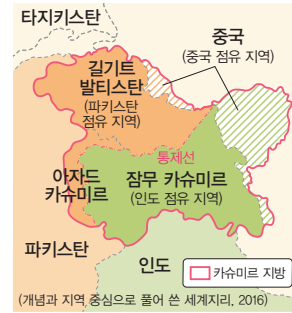 타지키스탄
중국
(중국 점유 지역)
길기트
발티스탄
(파키스탄
점유 지역)
통제선
아자드
카슈미르
잠무 카슈미르
(인도 점유 지역)
파키스탄
인도
카슈미르 지방
(개념과 지역 중심으로 풀어 쓴 세계지리, 2016)